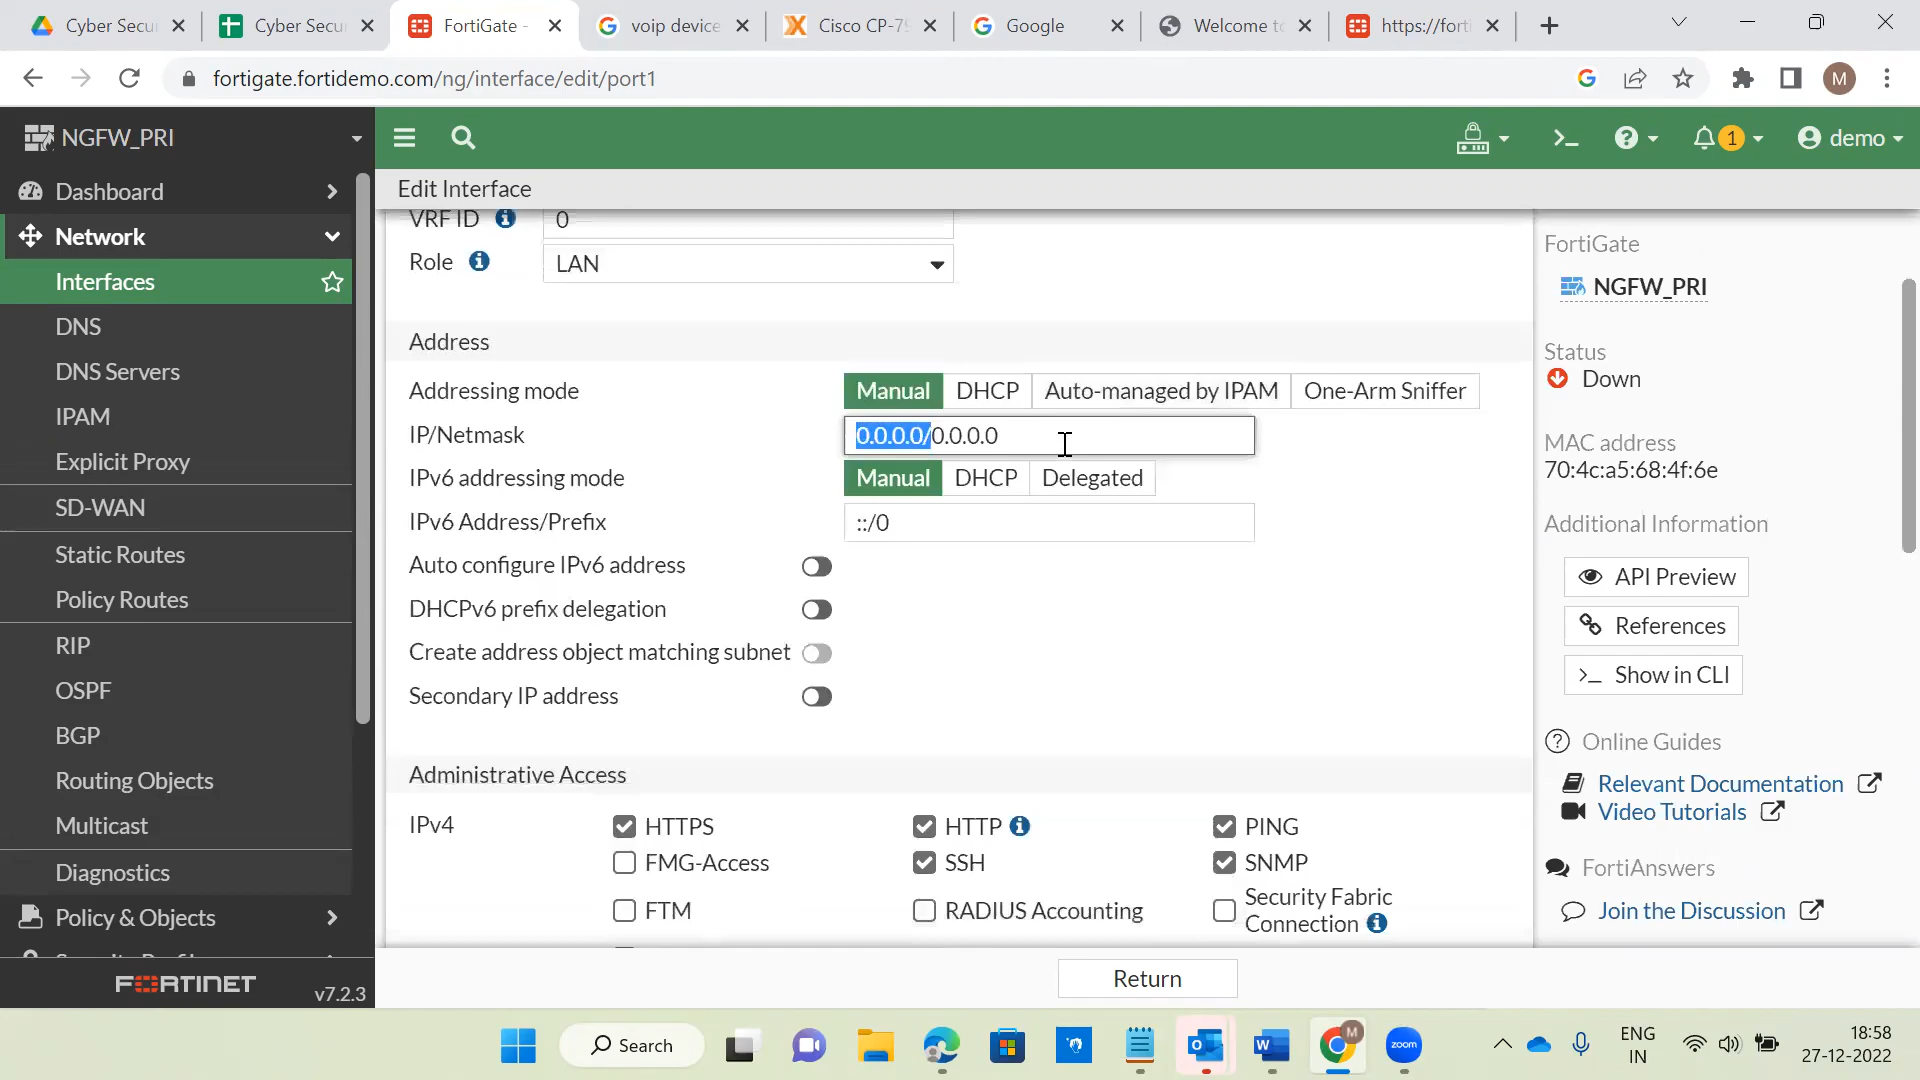 Cyber Secu
Cyber Secu
FortiGate -
voip device
Cisco CP-79
Google
Welcome to
https://forti
fortigate.fortidemo.com/ng/interface/edit/port1
M
NGFW_PRI
1
demo
Dashboard
Network
Interfaces
DNS
DNS Servers
IPAM
Explicit Proxy
SD-WAN
Static Routes
Policy Routes
RIP
OSPF
BGP
Routing Objects
Multicast
Diagnostics
Policy & Objects
FORTINET
v7.2.3
Edit Interface
VRF ID 0
Role LAN
Address
Addressing mode Manual DHCP Auto-managed by IPAM One-Arm Sniffer
IP/Netmask 0.0.0.0/0.0.0.0
IPv6 addressing mode Manual DHCP Delegated
IPv6 Address/Prefix ::/0
Auto configure IPv6 address
DHCPv6 prefix delegation
Create address object matching subnet
Secondary IP address
Administrative Access
IPv4 HTTPS HTTP PING
FMG-Access SSH SNMP
FTM RADIUS Accounting Security Fabric
Connection
Return
FortiGate
NGFW_PRI
Status
Down
MAC address
70:4c:a5:68:4f:6e
Additional Information
API Preview
References
>_ Show in CLI
Online Guides
Relevant Documentation
Video Tutorials
FortiAnswers
Join the Discussion
Search
M
zoom
ENG
IN
18:58
27-12-2022